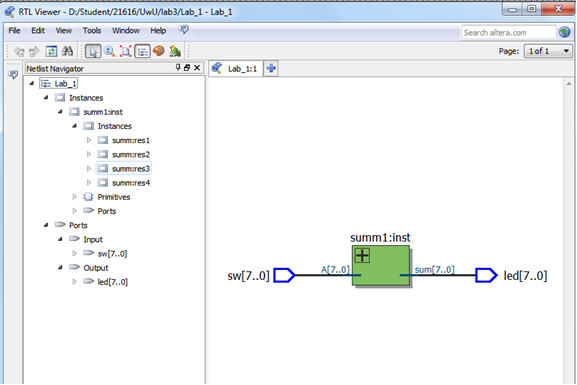 RTL Viewer - D:/Student/21616/UwU/lab3/Lab_1 - Lab_1
File Edit View Tools Window Help
Search altera.com
Page: 1 of 1
Netlist Navigator
Lab_1:1
Lab_1
Instances
summ1:inst
Instances
summ:res1
summ:res2
summ:res3
summ:res4
Primitives
Ports
Ports
Input
sw[7..0]
Output
led[7..0]
summ1:inst
sw[7..0] A[7..0] sum[7..0] led[7..0]